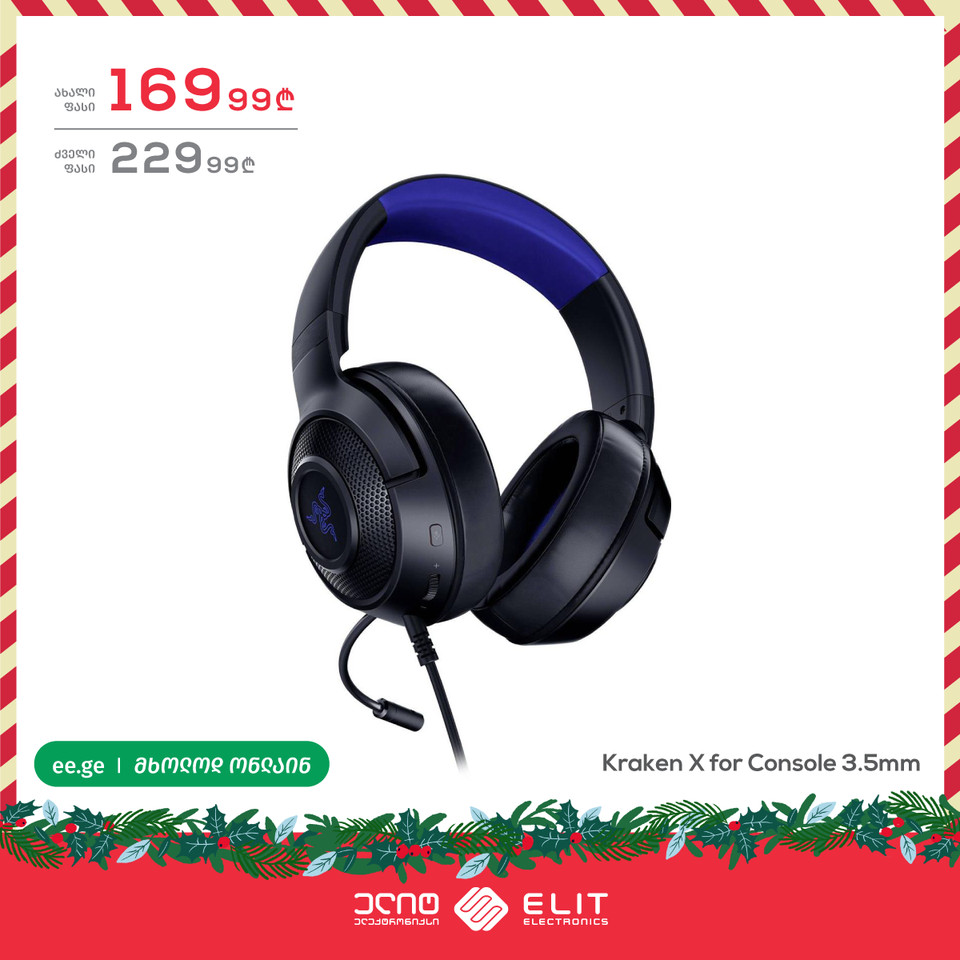 ახალი
ფასი
169 99₾
ძველი
ფასი
229 99₾
ee.ge | მხოლოდ ონლაინ
Kraken X for Console 3.5mm
ელიტ
ელექტრონიქსი
ELIT
ELECTRONICS